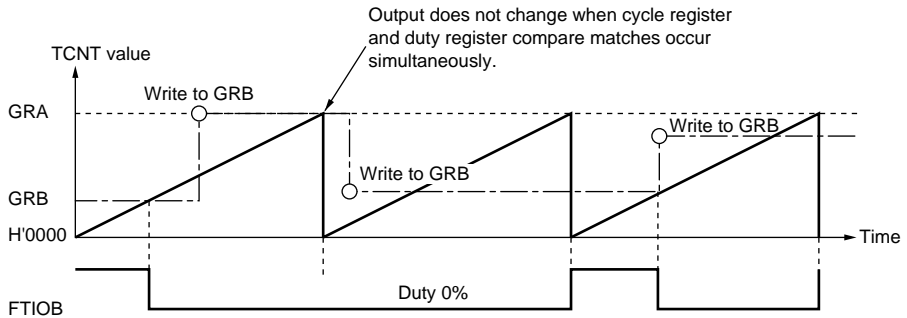 Output does not change when cycle register
and duty register compare matches occur
simultaneously.
TCNT value
Write to GRB
GRA
Write to GRB
Write to GRB
GRB
H'0000
Time
Duty 0%
FTIOB